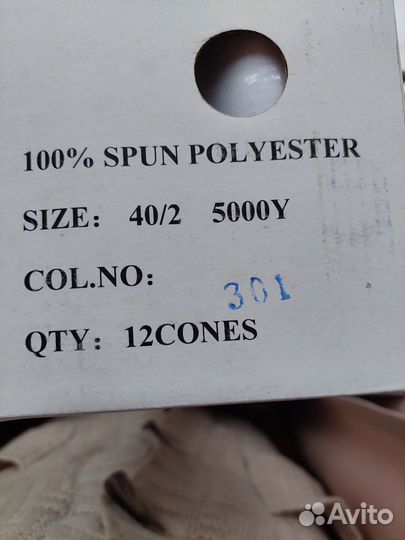 100% SPUN POLYESTER
SIZE： 40/2 5000Y
COL.NO：
301
QTY： 12CONES
Avito